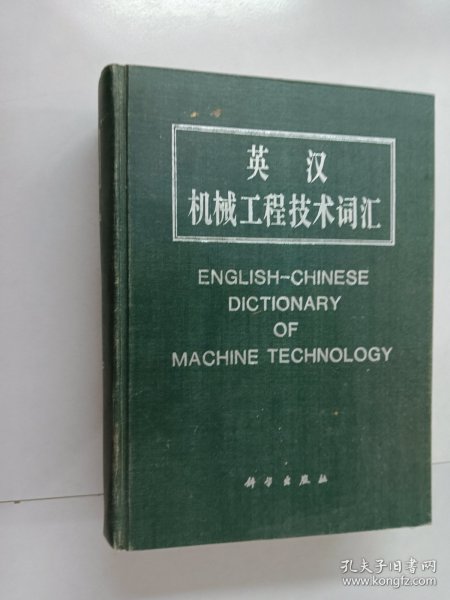 英 汉
机械工程技术词汇
ENGLISH-CHINESE
DICTIONARY
OF
MACHINE TECHNOLOGY
科学出版社
孔夫子旧书网
www.kongfz.com